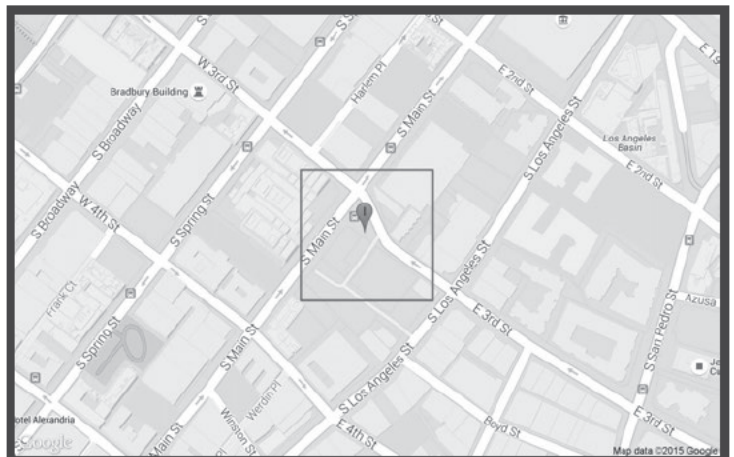 E 1st
S Broadway
W 3rd St
Harlem Pl
E 2nd St
Bradbury Building
S Main St
S Los Angeles St
Los Angeles
Basin
E 2nd St
S Broadway
W 4th St
S Spring St
S Main St
S Los Angeles St
Azusa
Frank Ct
E 3rd St
S San Pedro St
S Spring St
S Main St
Werdin Pl
S Los Angeles St
Hotel Alexandria
Winston St
Boyd St
E 3rd St
Google
Main St
E 4th St
Map data ©2015 Google